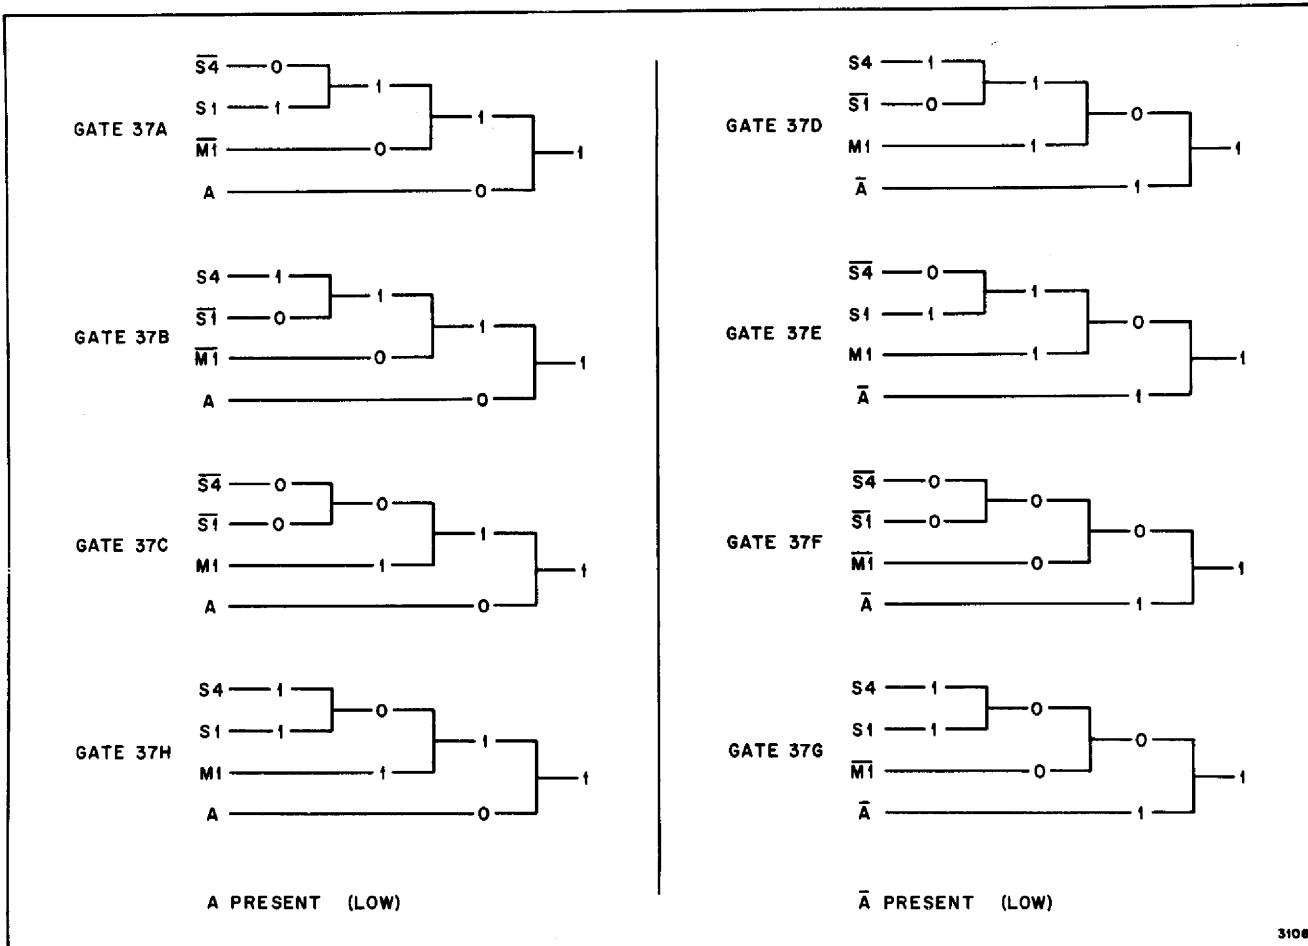 S̅4̅ 0
1
S1 1
1
GATE 37A
M̅1̅ 0
1
A 0
S4 1
1
S̅1̅ 0
1
GATE 37B
M̅1̅ 0
1
A 0
S̅4̅ 0
0
S̅1̅ 0
1
GATE 37C
M1 1
1
A 0
S4 1
0
S1 1
1
GATE 37H
M1 1
1
A 0
A PRESENT (LOW)
S4 1
1
S̅1̅ 0
0
GATE 37D
M1 1
1
A̅ 1
S̅4̅ 0
1
S1 1
0
GATE 37E
M1 1
1
A̅ 1
S̅4̅ 0
0
S̅1̅ 0
0
GATE 37F
M̅1̅ 0
1
A̅ 1
S4 1
0
S1 1
0
GATE 37G
M̅1̅ 0
1
A̅ 1
A̅ PRESENT (LOW)
3108